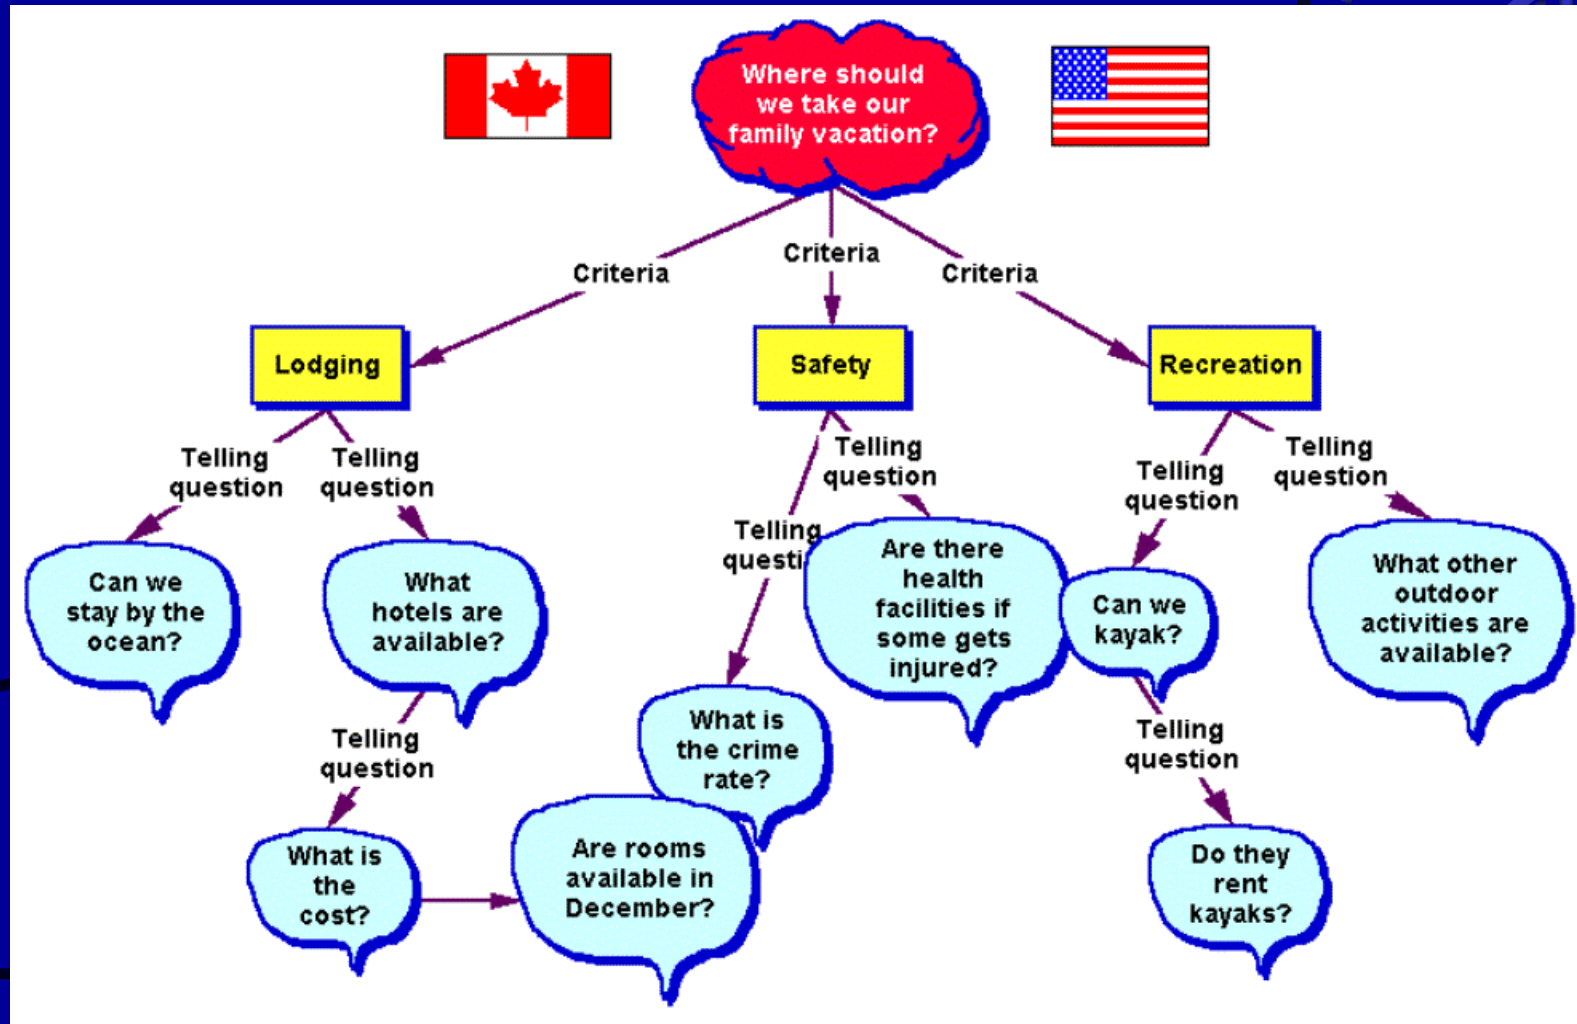 Where should
we take our
family vacation?
Criteria
Criteria
Criteria
Lodging
Safety
Recreation
Telling
question
Telling
question
Telling
questi
Telling
question
Telling
question
Telling
question
Can we
stay by the
ocean?
What
hotels are
available?
Are there
health
facilities if
some gets
injured?
Can we
kayak?
What other
outdoor
activities are
available?
Telling
question
What is
the crime
rate?
Telling
question
What is
the
cost?
Are rooms
available in
December?
Do they
rent
kayaks?